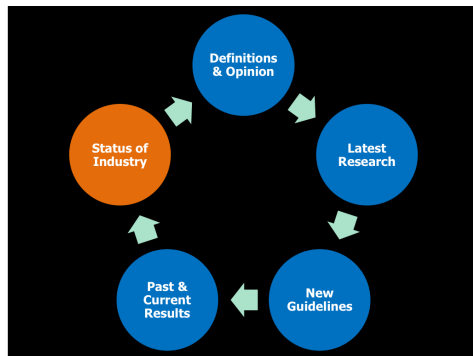 Definitions
& Opinion
Latest
Research
New
Guidelines
Past &
Current
Results
Status of
Industry